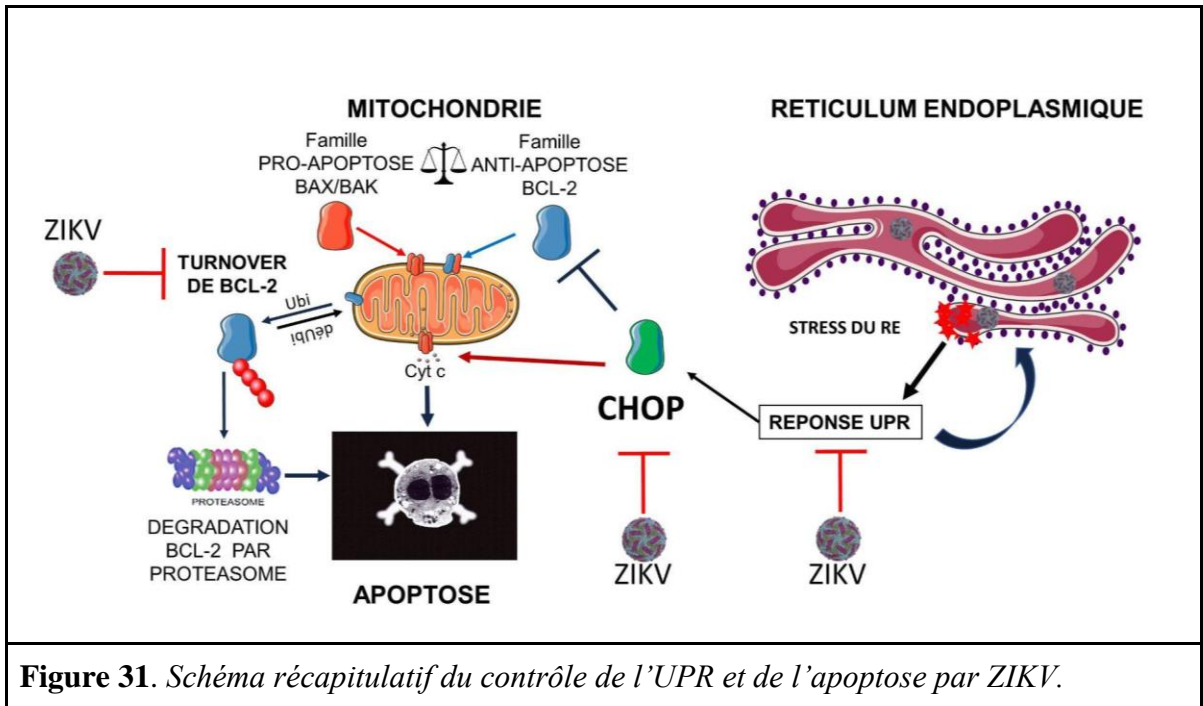 MITOCHONDRIE
RETICULUM ENDOPLASMIQUE
Famille
PRO-APOPTOSE
BAX/BAK
Famille
ANTI-APOPTOSE
BCL-2
ZIKV
TURNOVER
DE BCL-2
Ubi
déUbi
Cyt c
STRESS DU RE
CHOP
REPONSE UPR
PROTEASOME
DEGRADATION
BCL-2 PAR
PROTEASOME
APOPTOSE
ZIKV
ZIKV
Figure 31. Schéma récapitulatif du contrôle de l’UPR et de l’apoptose par ZIKV.